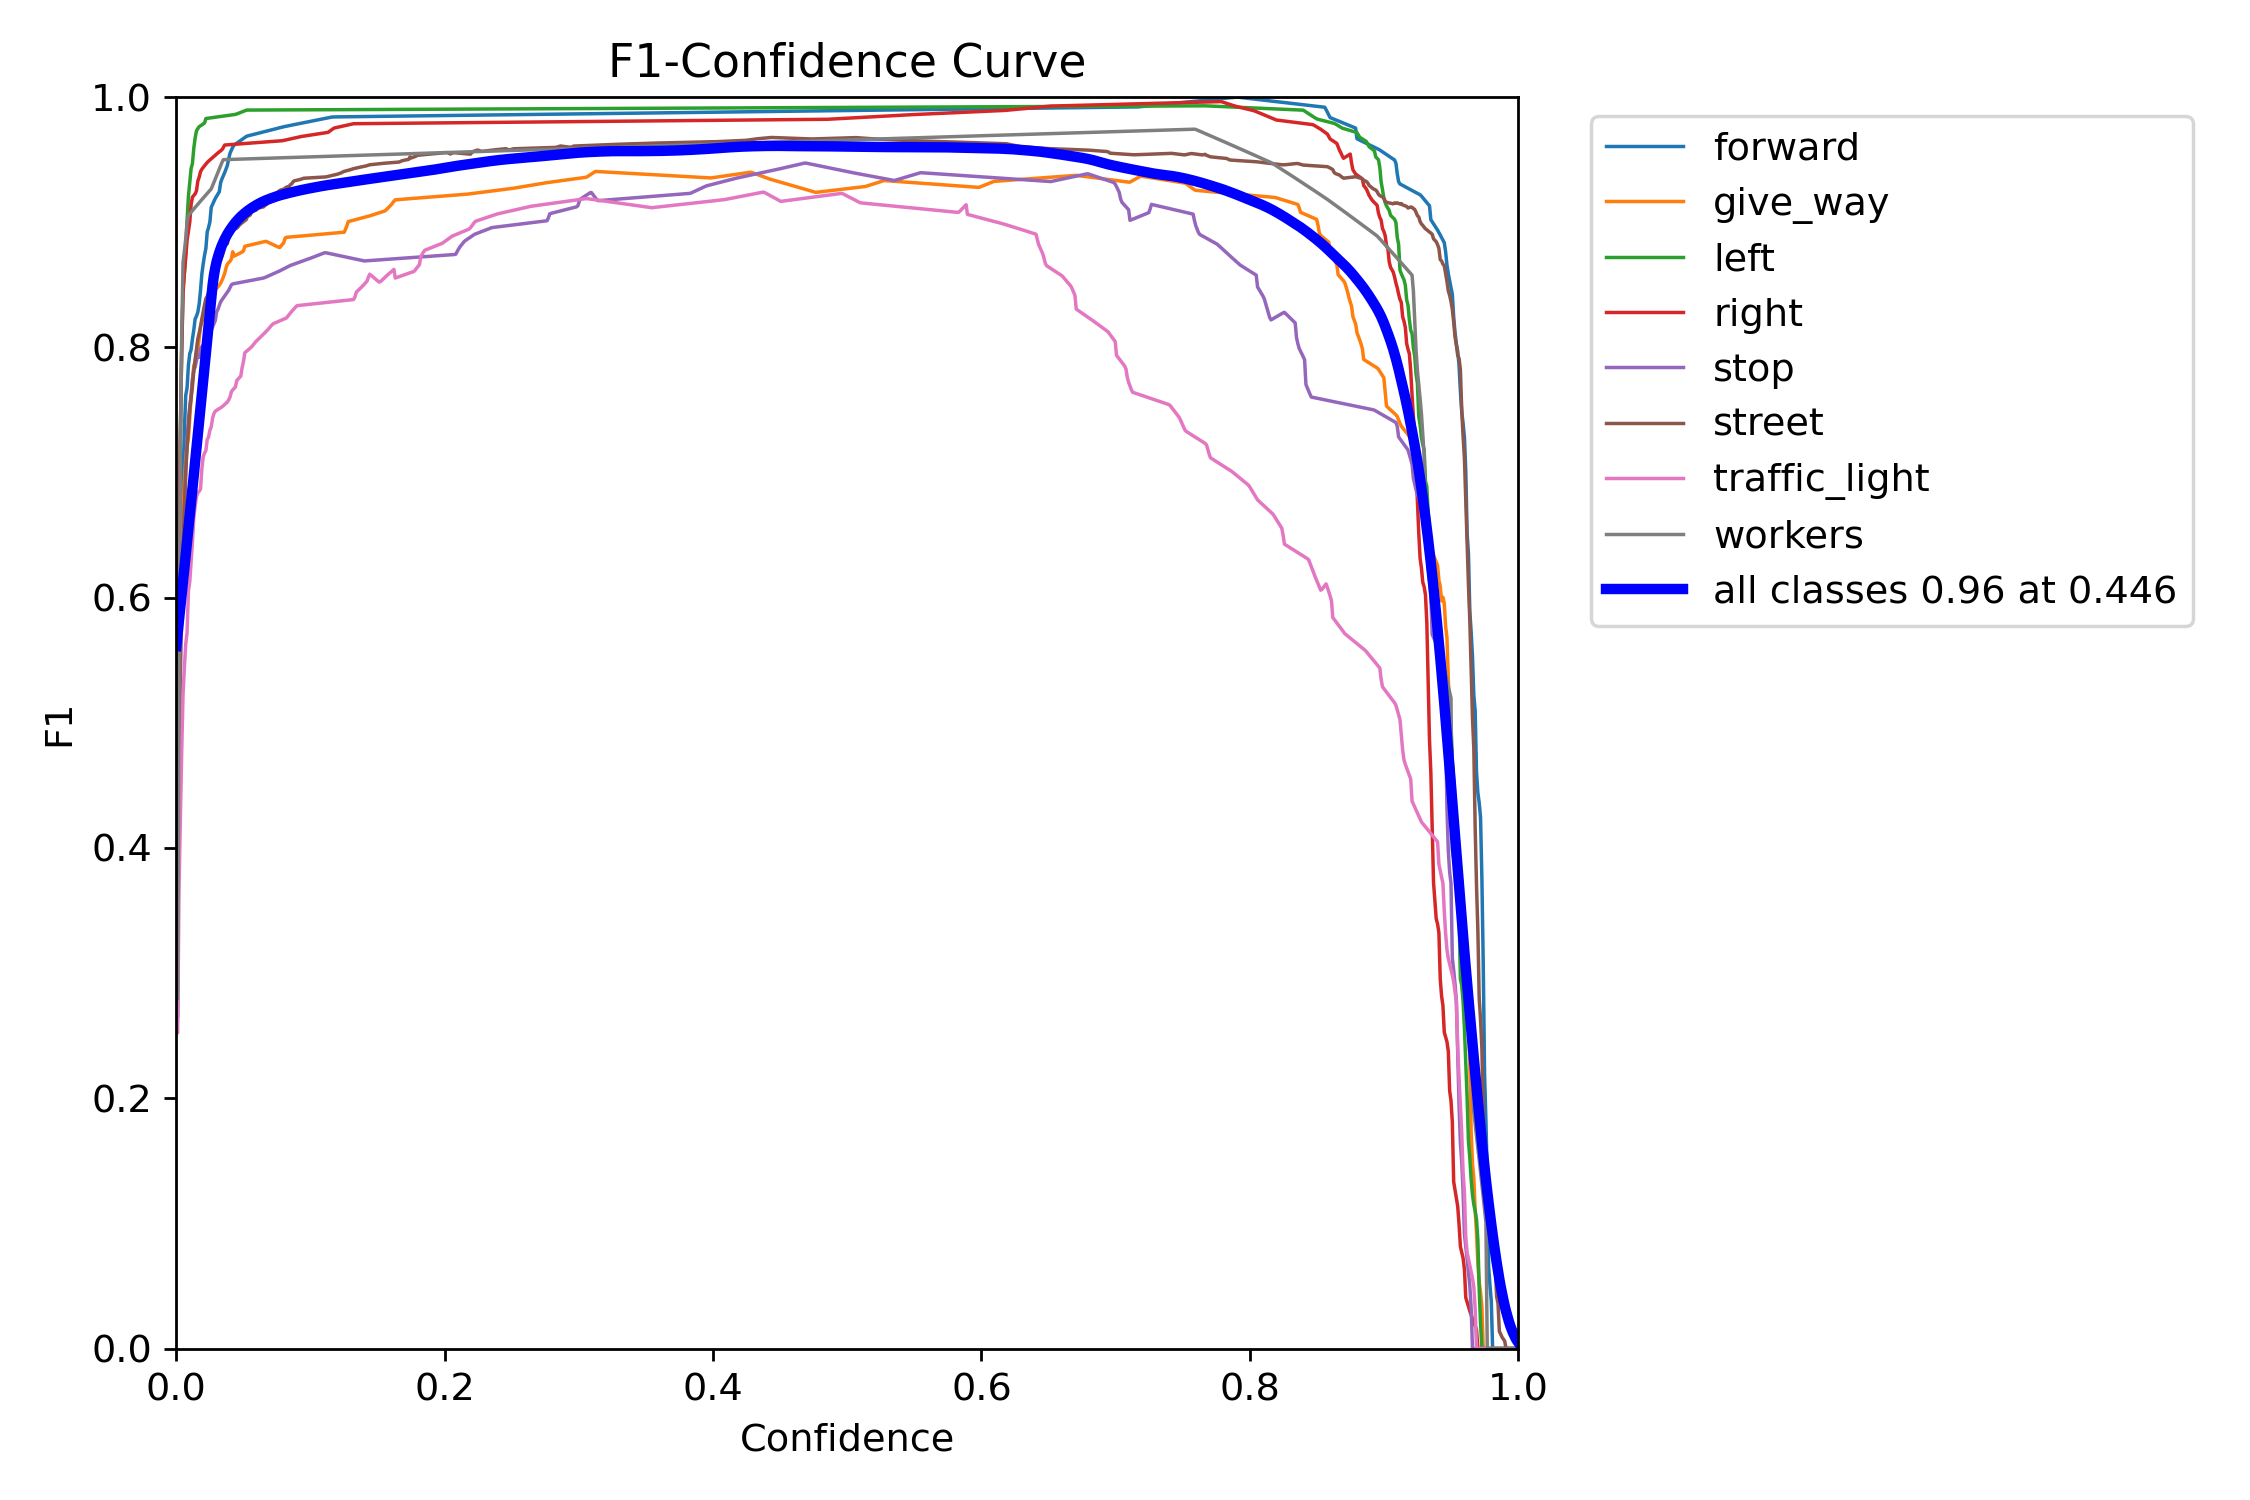 F1-Confidence Curve
1.0
0.8
0.6
0.4
0.2
0.0
F1
0.0 0.2 0.4 0.6 0.8 1.0
Confidence
forward
give_way
left
right
stop
street
traffic_light
workers
all classes 0.96 at 0.446